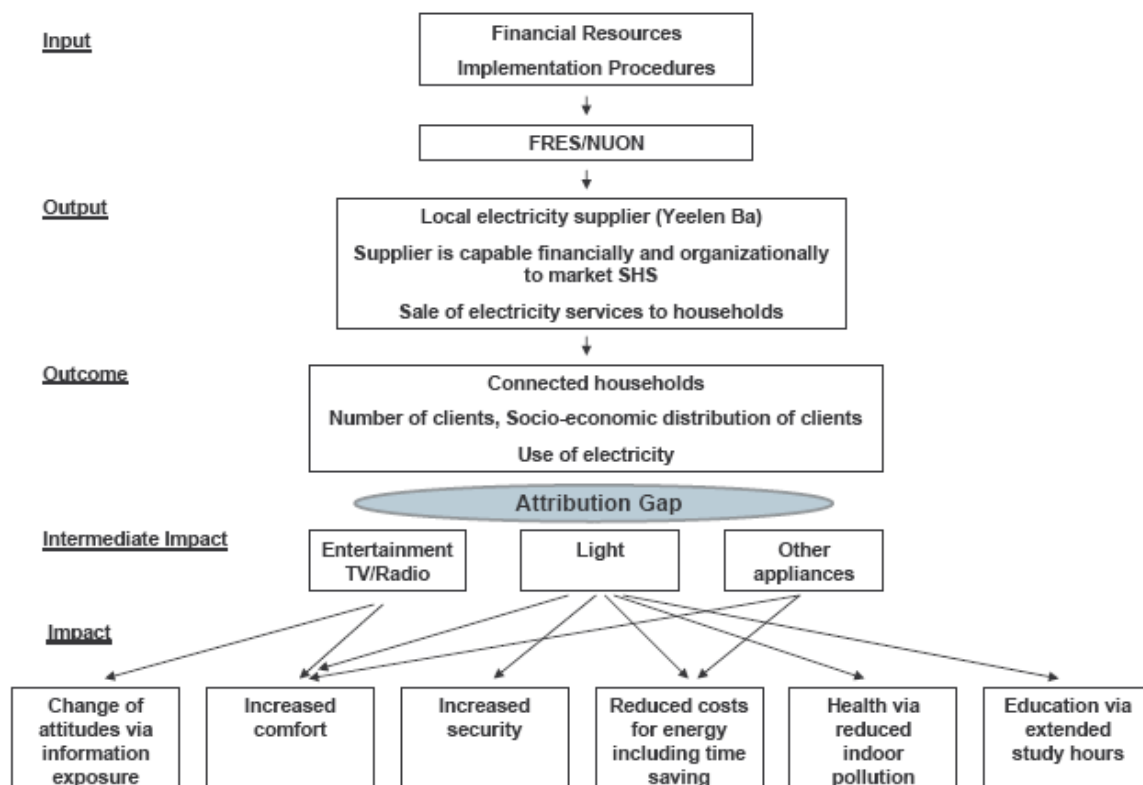 Input
Financial Resources
Implementation Procedures
FRES/NUON
Output
Local electricity supplier (Yeelen Ba)
Supplier is capable financially and organizationally
to market SHS
Sale of electricity services to households
Outcome
Connected households
Number of clients, Socio-economic distribution of clients
Use of electricity
Attribution Gap
Intermediate Impact
Entertainment
TV/Radio
Light
Other
appliances
Impact
Change of
attitudes via
information
exposure
Increased
comfort
Increased
security
Reduced costs
for energy
including time
saving
Health via
reduced
indoor
pollution
Education via
extended
study hours